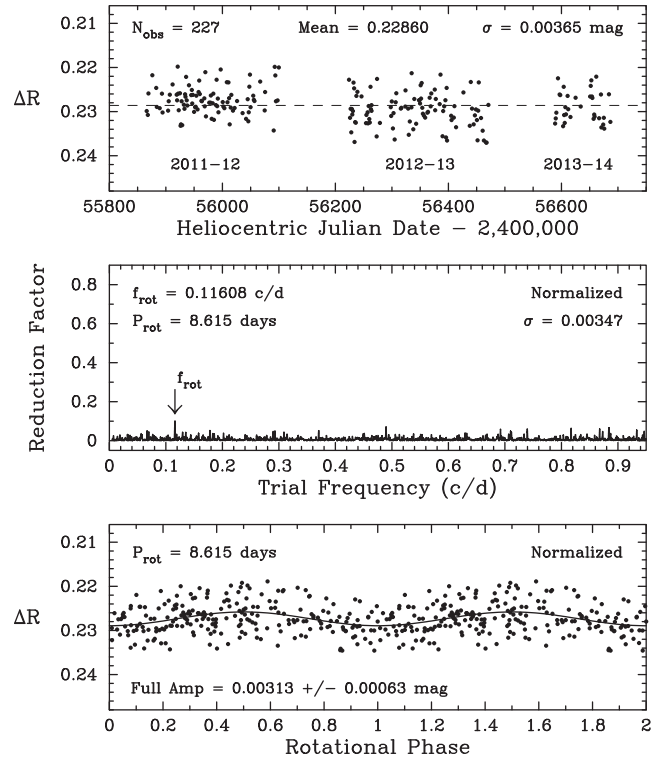 0.21
N_obs = 227 Mean = 0.22860 σ = 0.00365 mag
0.22
ΔR
0.23
0.24
2011−12 2012−13 2013−14
55800 56000 56200 56400 56600
Heliocentric Julian Date − 2,400,000
Reduction Factor
0.8
f_rot = 0.11608 c/d Normalized
0.6
P_rot = 8.615 days σ = 0.00347
0.4
f_rot
0.2
0
0 0.1 0.2 0.3 0.4 0.5 0.6 0.7 0.8 0.9
Trial Frequency (c/d)
0.21
P_rot = 8.615 days Normalized
0.22
ΔR
0.23
0.24
Full Amp = 0.00313 +/− 0.00063 mag
0 0.2 0.4 0.6 0.8 1 1.2 1.4 1.6 1.8 2
Rotational Phase